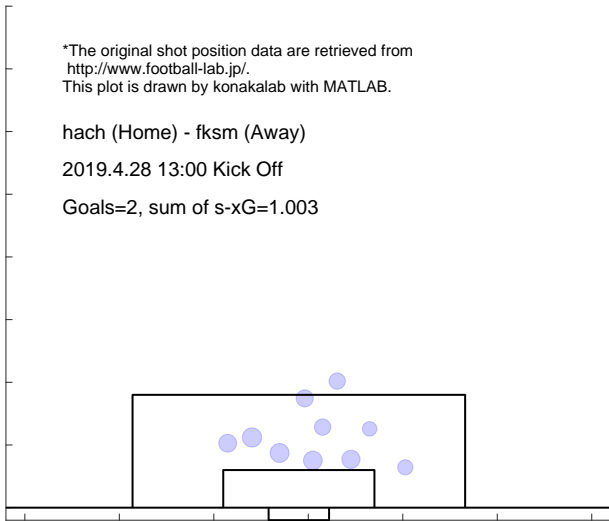 *The original shot position data are retrieved from
http://www.football-lab.jp/.
This plot is drawn by konakalab with MATLAB.
hach (Home) - fksm (Away)
2019.4.28 13:00 Kick Off
Goals=2, sum of s-xG=1.003